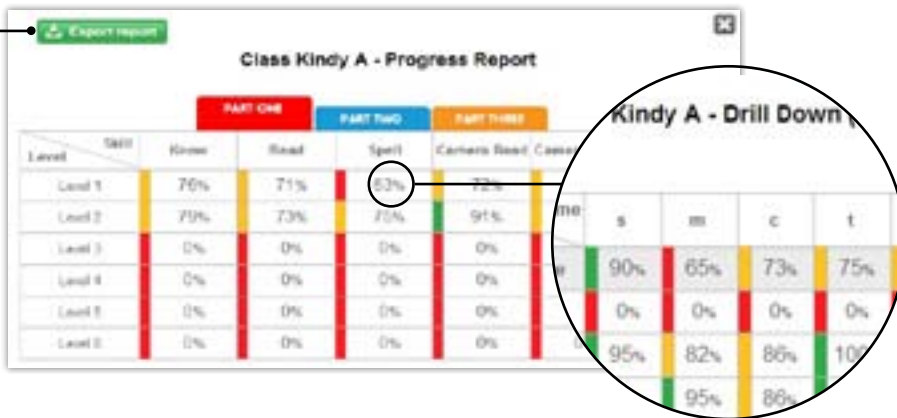 Export report
Class Kindy A - Progress Report
PART ONE PART TWO PART THREE
Skill
Level Know Read Spell Camera Read
Level 1 76% 71% 63% 72%
Level 2 79% 73% 91%
Level 3 0% 0% 0% 0%
Level 4 0% 0% 0% 0%
Level 5 0% 0% 0% 0%
Level 6 0% 0% 0% 0%
Kindy A - Drill Down
s m c t
90% 65% 73% 75%
0% 0% 0% 0%
95% 82% 86%
95% 86%